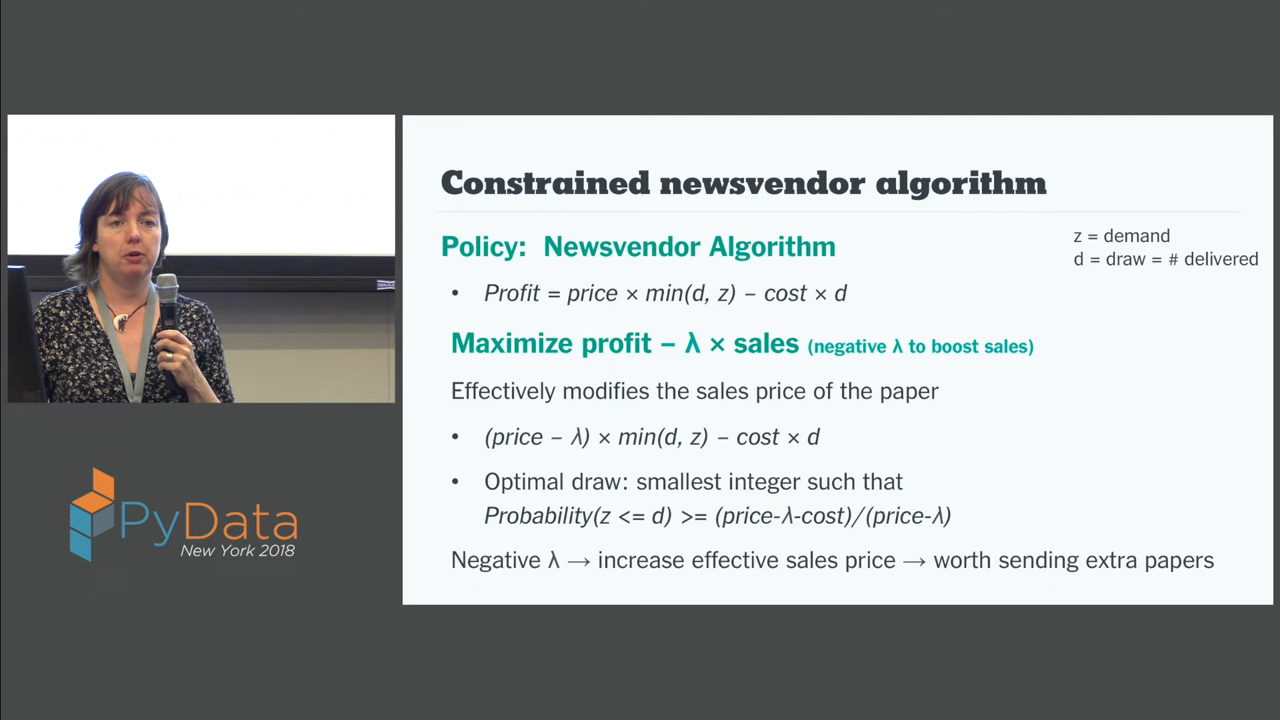 Constrained newsvendor algorithm
z = demand
d = draw = # delivered
Policy: Newsvendor Algorithm
• Profit = price × min(d, z) – cost × d
Maximize profit – λ × sales (negative λ to boost sales)
Effectively modifies the sales price of the paper
• (price – λ) × min(d, z) – cost × d
• Optimal draw: smallest integer such that
Probability(z <= d) >= (price-λ-cost)/(price-λ)
Negative λ → increase effective sales price → worth sending extra papers
PyData
New York 2018